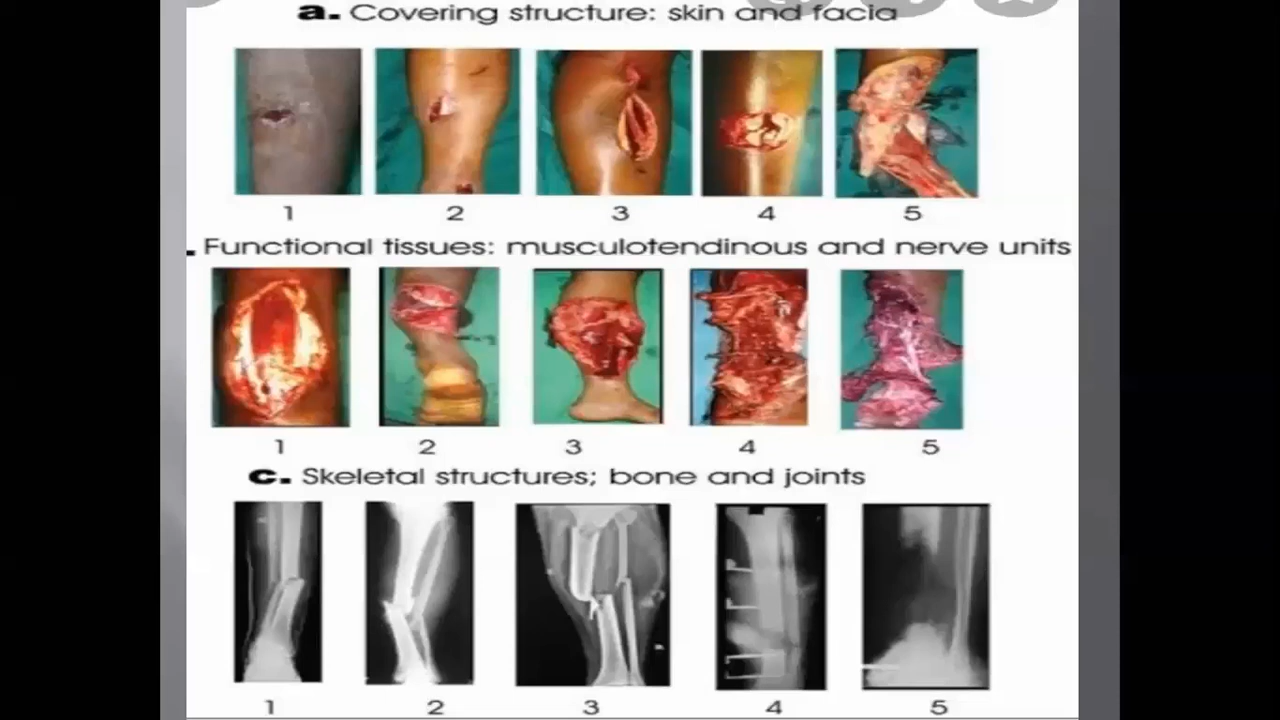 a. Covering structure: skin and facia
1 2 3 4 5
. Functional tissues: musculotendinous and nerve units
1 2 3 4 5
c. Skeletal structures; bone and joints
1 2 3 4 5